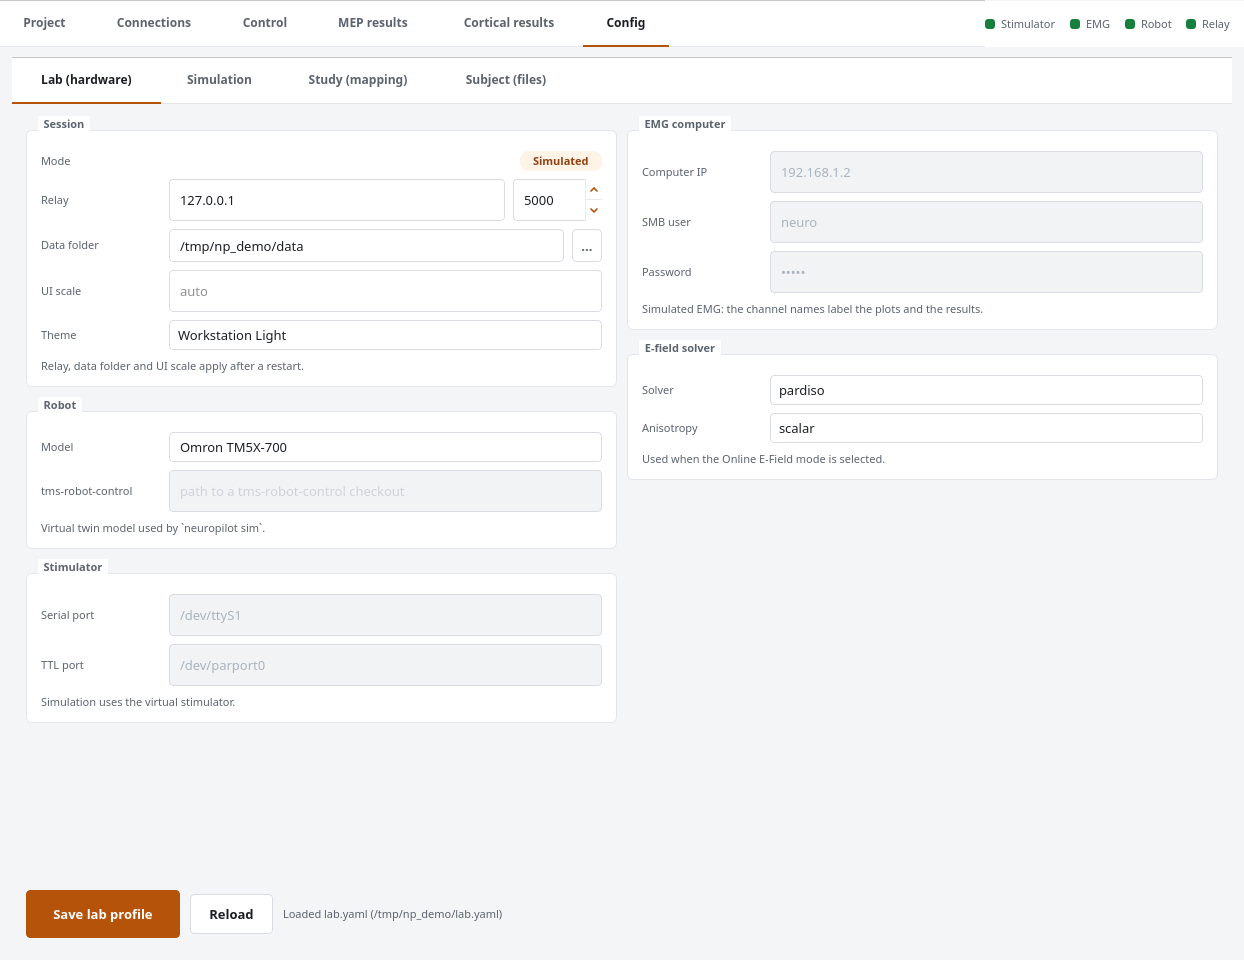 Project Connections Control MEP results Cortical results Config Stimulator EMG Robot Relay
Lab (hardware) Simulation Study (mapping) Subject (files)
Session
Mode Simulated
Relay 127.0.0.1 5000
Data folder /tmp/np_demo/data ...
UI scale auto
Theme Workstation Light
Relay, data folder and UI scale apply after a restart.
Robot
Model Omron TM5X-700
tms-robot-control path to a tms-robot-control checkout
Virtual twin model used by `neuropilot sim`.
Stimulator
Serial port /dev/ttyS1
TTL port /dev/parport0
Simulation uses the virtual stimulator.
EMG computer
Computer IP 192.168.1.2
SMB user neuro
Password •••••
Simulated EMG: the channel names label the plots and the results.
E-field solver
Solver pardiso
Anisotropy scalar
Used when the Online E-Field mode is selected.
Save lab profile Reload Loaded lab.yaml (/tmp/np_demo/lab.yaml)